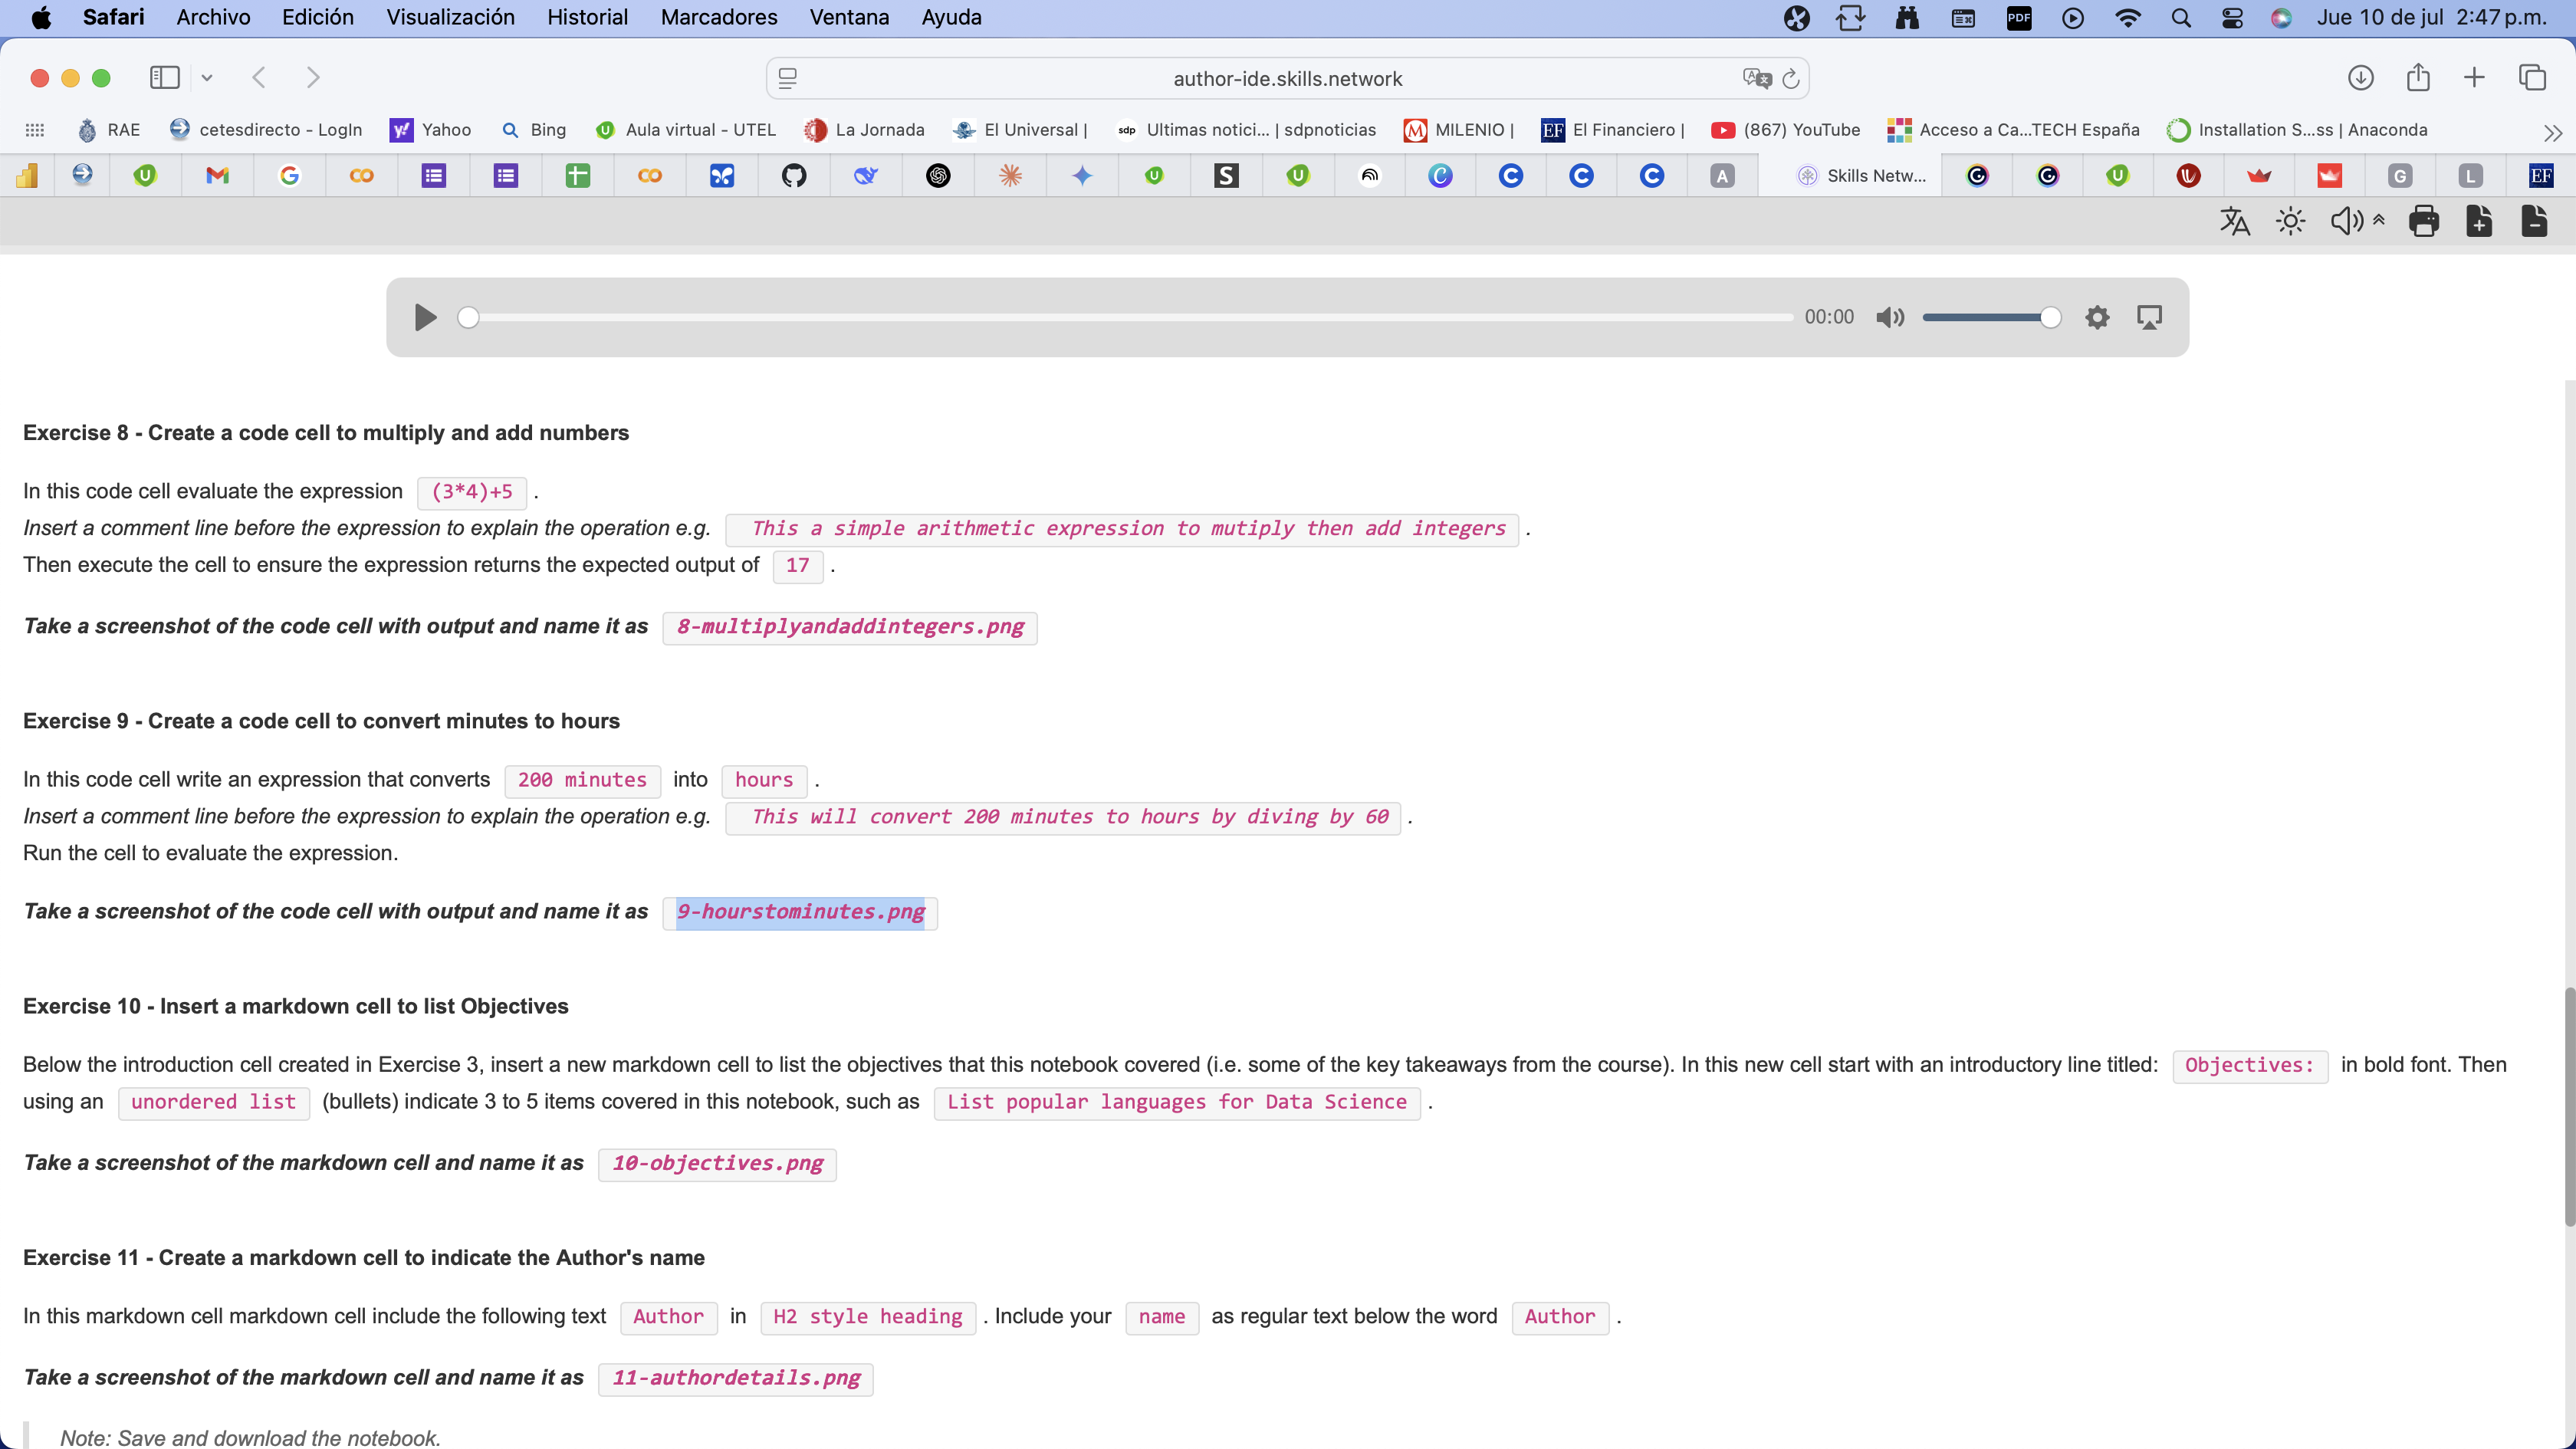 Safari Archivo Edición Visualización Historial Marcadores Ventana Ayuda
PDF
Jue 10 de jul 2:47 p.m.
author-ide.skills.network
RAE cetesdirecto - LogIn Yahoo Bing Aula virtual - UTEL La Jornada El Universal | sdp Ultimas notici... | sdpnoticias MILENIO | EF El Financiero | (867) YouTube Acceso a Ca...TECH España Installation S...ss | Anaconda
A Skills Netw... G L EF
00:00
Exercise 8 - Create a code cell to multiply and add numbers
In this code cell evaluate the expression (3*4)+5 .
Insert a comment line before the expression to explain the operation e.g. This a simple arithmetic expression to mutiply then add integers .
Then execute the cell to ensure the expression returns the expected output of 17 .
Take a screenshot of the code cell with output and name it as 8-multiplyandaddintegers.png
Exercise 9 - Create a code cell to convert minutes to hours
In this code cell write an expression that converts 200 minutes into hours .
Insert a comment line before the expression to explain the operation e.g. This will convert 200 minutes to hours by diving by 60 .
Run the cell to evaluate the expression.
Take a screenshot of the code cell with output and name it as 9-hourstominutes.png
Exercise 10 - Insert a markdown cell to list Objectives
Below the introduction cell created in Exercise 3, insert a new markdown cell to list the objectives that this notebook covered (i.e. some of the key takeaways from the course). In this new cell start with an introductory line titled: Objectives: in bold font. Then
using an unordered list (bullets) indicate 3 to 5 items covered in this notebook, such as List popular languages for Data Science .
Take a screenshot of the markdown cell and name it as 10-objectives.png
Exercise 11 - Create a markdown cell to indicate the Author's name
In this markdown cell markdown cell include the following text Author in H2 style heading . Include your name as regular text below the word Author .
Take a screenshot of the markdown cell and name it as 11-authordetails.png
Note: Save and download the notebook.